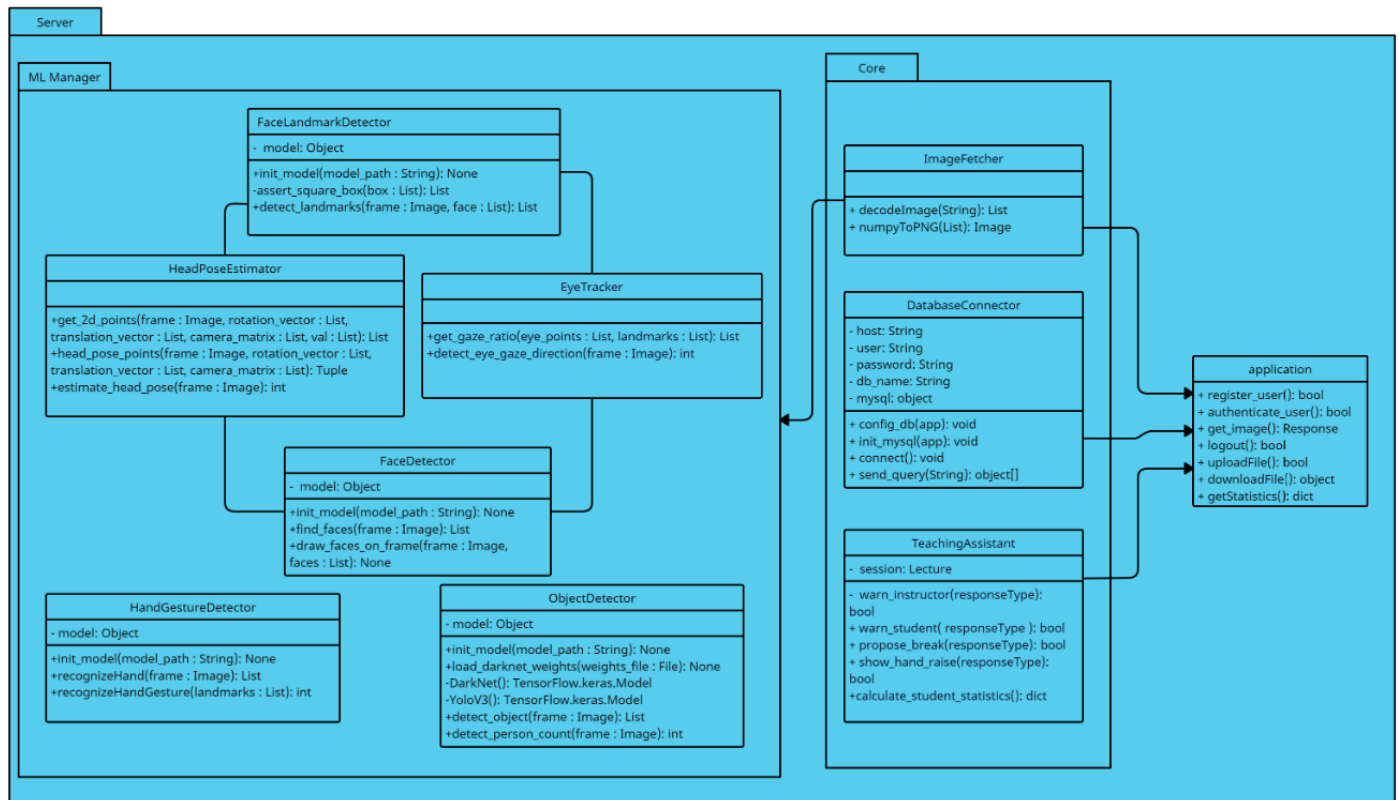 Server
ML Manager
FaceLandmarkDetector
- model: Object
+init_model(model_path : String): None
-assert_square_box(box : List): List
+detect_landmarks(frame : Image, face : List): List
HeadPoseEstimator
+get_2d_points(frame : Image, rotation_vector : List,
translation_vector : List, camera_matrix : List, val : List): List
+head_pose_points(frame : Image, rotation_vector : List,
translation_vector : List, camera_matrix : List): Tuple
+estimate_head_pose(frame : Image): int
EyeTracker
+get_gaze_ratio(eye_points : List, landmarks : List): List
+detect_eye_gaze_direction(frame : Image): int
FaceDetector
- model: Object
+init_model(model_path : String): None
+find_faces(frame : Image): List
+draw_faces_on_frame(frame : Image,
faces : List): None
HandGestureDetector
- model: Object
+init_model(model_path : String): None
+recognizeHand(frame : Image): List
+recognizeHandGesture(landmarks : List): int
ObjectDetector
- model: Object
+init_model(model_path : String): None
+load_darknet_weights(weights_file : File): None
-DarkNet(): TensorFlow.keras.Model
-YoloV3(): TensorFlow.keras.Model
+detect_object(frame : Image): List
+detect_person_count(frame : Image): int
Core
ImageFetcher
+ decodeImage(String): List
+ numpyToPNG(List): Image
DatabaseConnector
- host: String
- user: String
- password: String
- db_name: String
- mysql: object
+ config_db(app): void
+ init_mysql(app): void
+ connect(): void
+ send_query(String): object[]
TeachingAssistant
- session: Lecture
- warn_instructor(responseType):
bool
+ warn_student( responseType ): bool
+ propose_break(responseType): bool
+ show_hand_raise(responseType):
bool
+calculate_student_statistics(): dict
application
+ register_user(): bool
+ authenticate_user(): bool
+ get_image(): Response
+ logout(): bool
+ uploadFile(): bool
+ downloadFile(): object
+ getStatistics(): dict